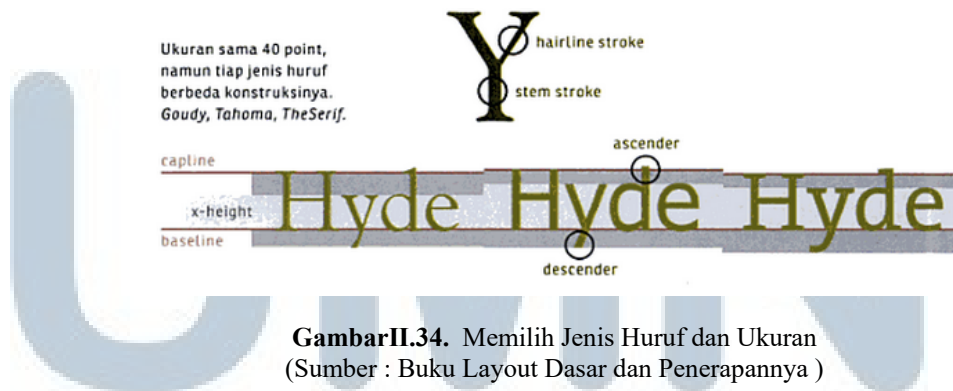 Ukuran sama 40 point,
namun tiap jenis huruf
berbeda konstruksinya.
Goudy, Tahoma, TheSerif.
Y
hairline stroke
stem stroke
ascender
capline
x-height
baseline
Hyde Hyde Hyde
descender
GambarII.34. Memilih Jenis Huruf dan Ukuran
(Sumber : Buku Layout Dasar dan Penerapannya )
UMN